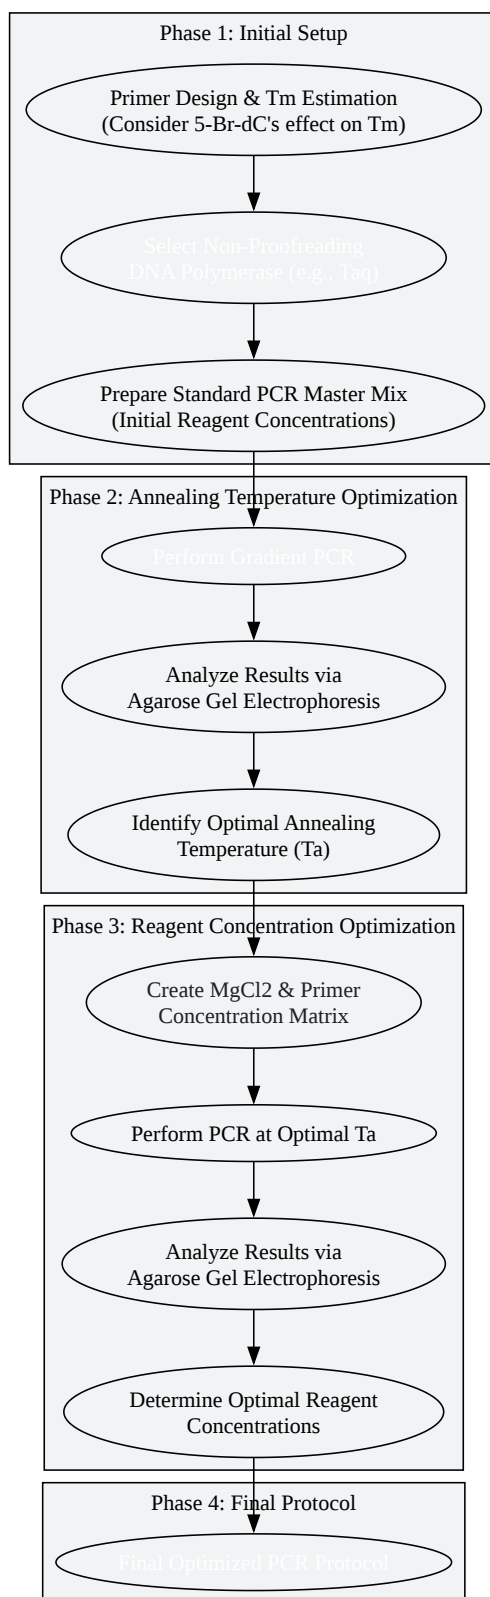 Phase 1: Initial Setup
Primer Design & Tm Estimation
(Consider 5-Br-dC's effect on Tm)
Select Non-Proofreading
DNA Polymerase (e.g., Taq)
Prepare Standard PCR Master Mix
(Initial Reagent Concentrations)
Phase 2: Annealing Temperature Optimization
Perform Gradient PCR
Analyze Results via
Agarose Gel Electrophoresis
Identify Optimal Annealing
Temperature (Ta)
Phase 3: Reagent Concentration Optimization
Create MgCl2 & Primer
Concentration Matrix
Perform PCR at Optimal Ta
Analyze Results via
Agarose Gel Electrophoresis
Determine Optimal Reagent
Concentrations
Phase 4: Final Protocol
Final Optimized PCR Protocol